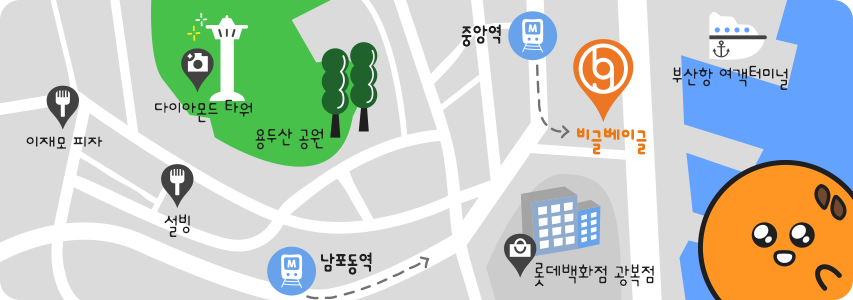 중앙역
M
부산항 여객터미널
다이아몬드 타워
이재모 피자
용두산 공원
비글베이글
설빙
남포동역
M
롯데백화점 광복점